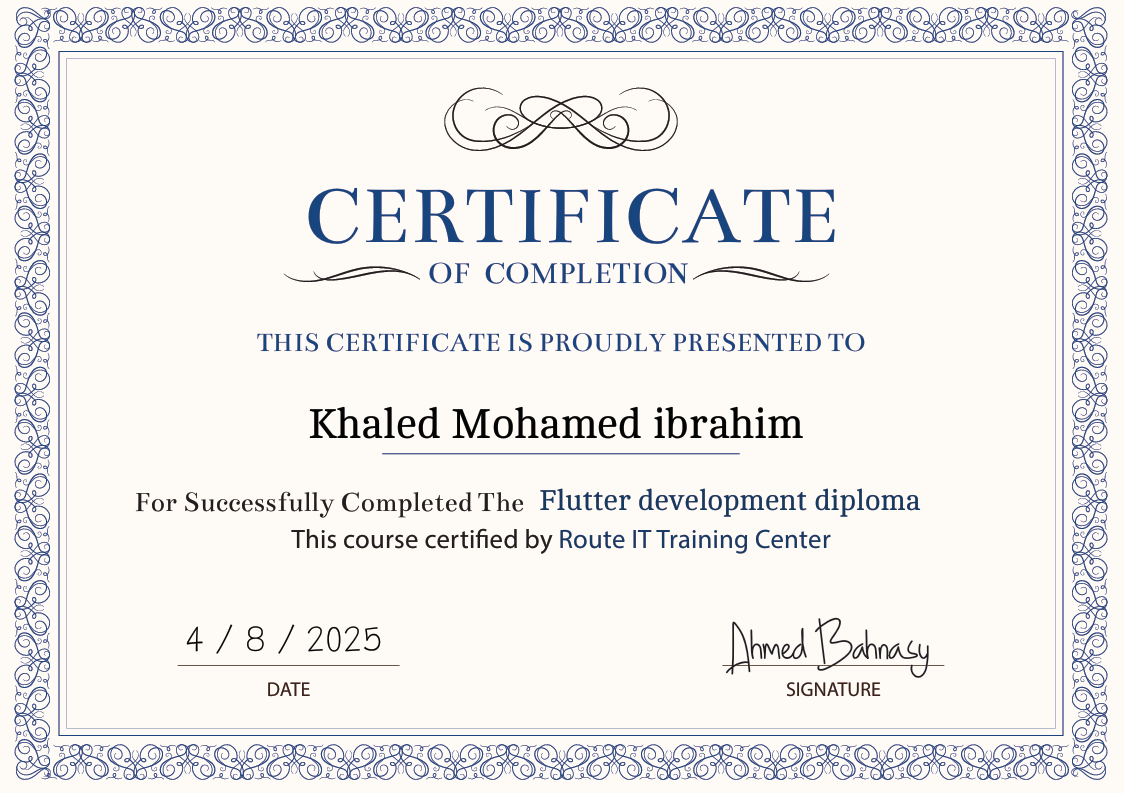 CERTIFICATE
OF COMPLETION
THIS CERTIFICATE IS PROUDLY PRESENTED TO
Khaled Mohamed ibrahim
For Successfully Completed The Flutter development diploma
This course certified by Route IT Training Center
4 / 8 / 2025 Ahmed Bahnasy
DATE SIGNATURE